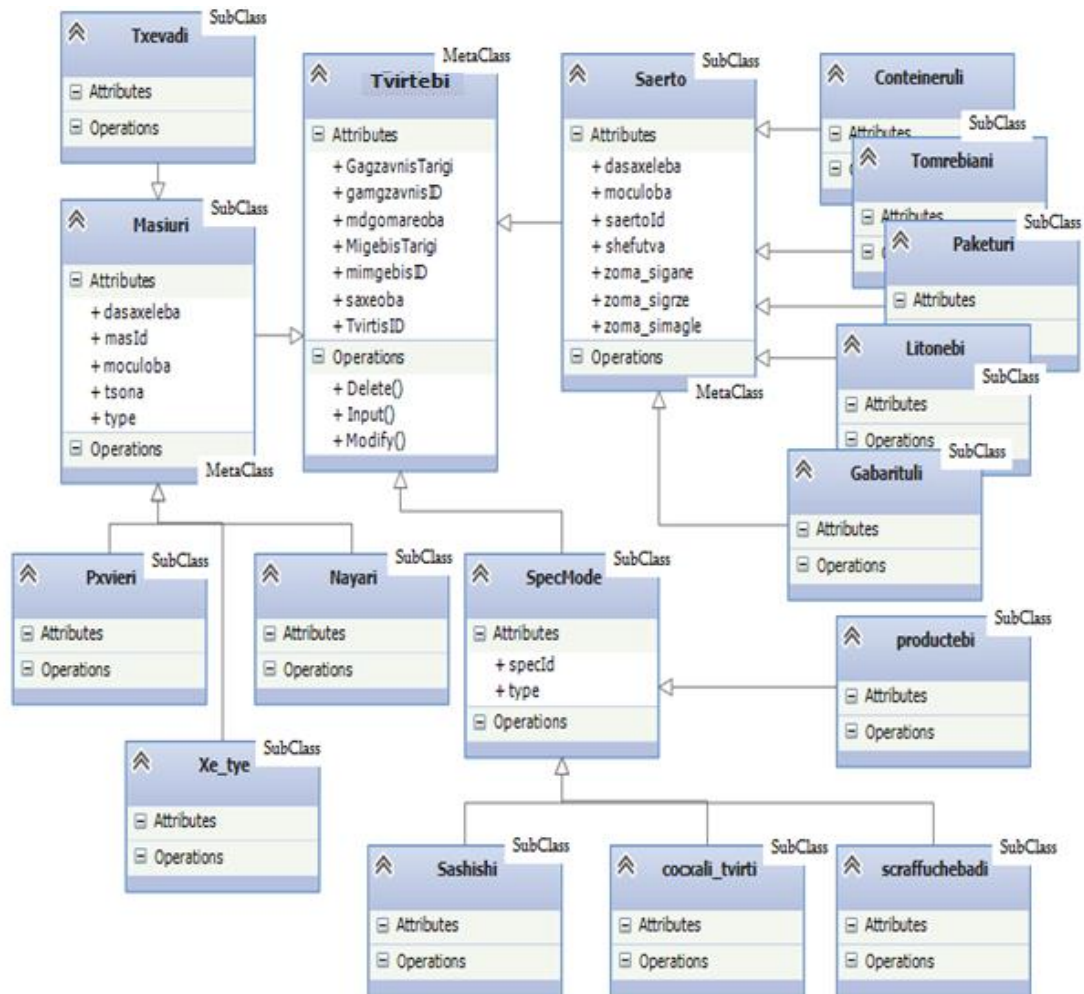 SubClass
Txevadi
Attributes
Operations
MetaClass
Tvirtebi
Attributes
+ GagzavnisTarigi
+ gamgzavnisID
+ mdgomareoba
+ MigebisTarigi
+ mimgebisID
+ saxeoba
+ TvirtisID
Operations
+ Delete()
+ Input()
+ Modify()
SubClass
Saerto
Attributes
+ dasaxeleba
+ moculoba
+ saertoId
+ shefutva
+ zoma_sigane
+ zoma_sigrze
+ zoma_simagle
Operations
MetaClass
Conteineruli
Attributes
SubClass
Tomrebiani
Attributes
SubClass
Paketuri
Attributes
Litonebi
SubClass
Attributes
Operations
SubClass
Gabarituli
Attributes
Operations
SubClass
Masiuri
Attributes
+ dasaxeleba
+ masId
+ moculoba
+ tsona
+ type
Operations
MetaClass
SubClass
Pxvieri
Attributes
Operations
SubClass
Nayari
Attributes
Operations
SubClass
SpecMode
Attributes
+ specId
+ type
Operations
SubClass
productebi
Attributes
Operations
SubClass
Xe_tye
Attributes
Operations
SubClass
Sashishi
Attributes
Operations
SubClass
cocxali_tvirti
Attributes
Operations
SubClass
scraffuchebadi
Attributes
Operations